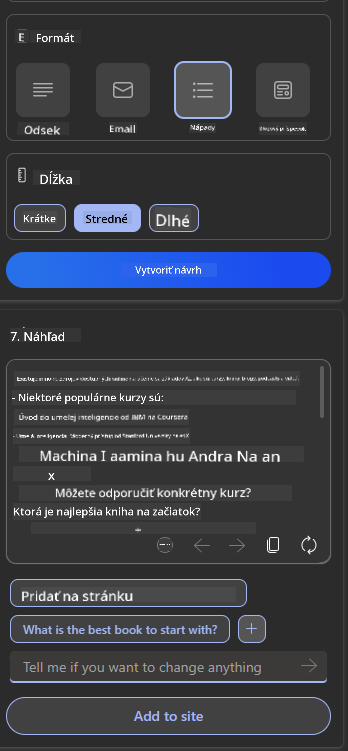 Formát
Odsek
Email
Nápady
Dĺžka
Krátke
Stredné
Dlhé
Vytvoriť návrh
7. Náhľad
- Niektoré populárne kurzy sú:
Úvod do umelej inteligencie od IBM na Coursera
Machina I aamina hu Andra Na an
x
Môžete odporučiť konkrétny kurz?
Ktorá je najlepšia kniha na začiatok?
+
Pridať na stránku
What is the best book to start with?
+
Tell me if you want to change anything
Add to site